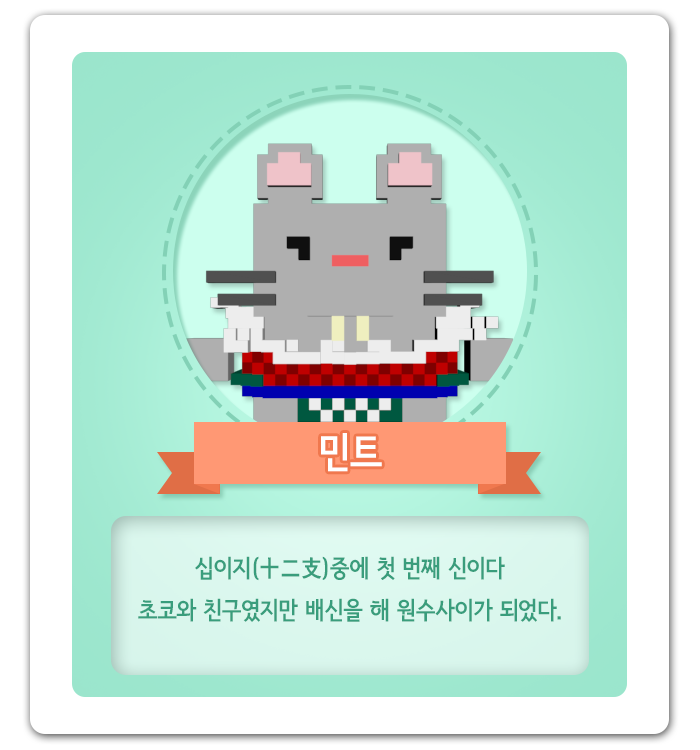 민트
십이지(十二支)중에 첫 번째 신이다
초코와 친구였지만 배신을 해 원수사이가 되었다.